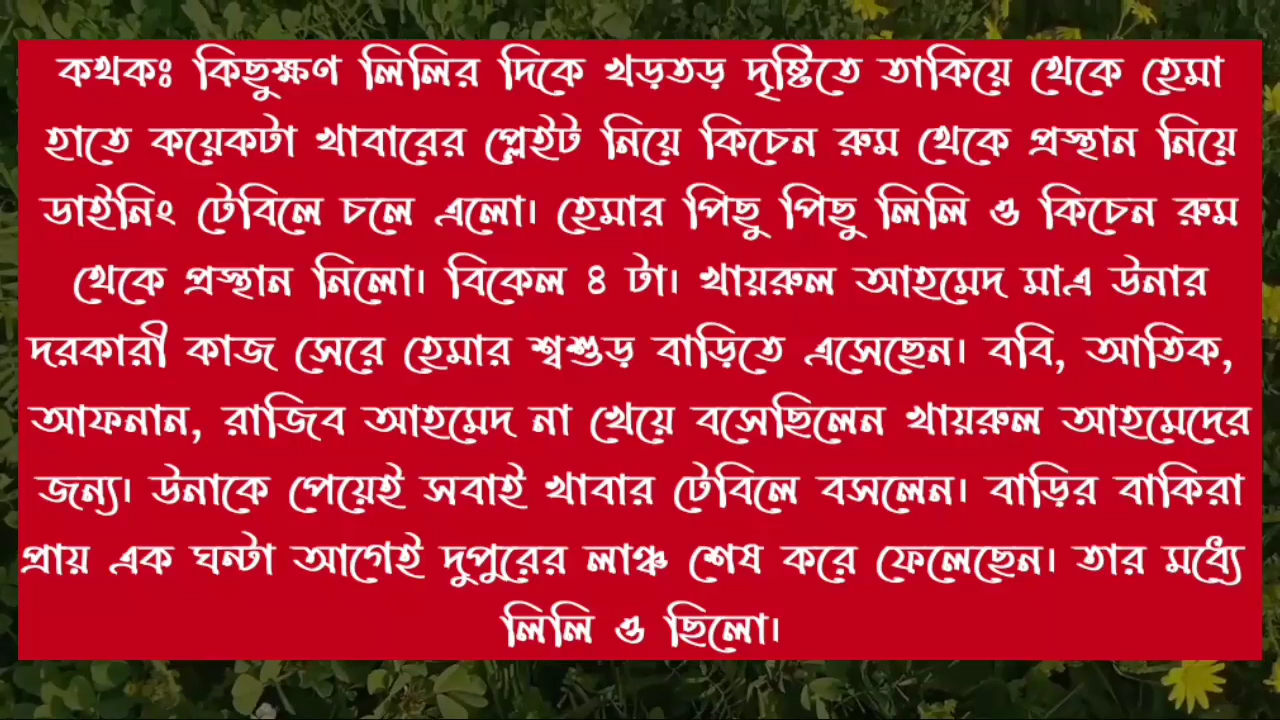 কথকঃ কিছুক্ষণ লিলির দিকে খড়তড় দৃষ্টিতে তাকিয়ে থেকে হেমা
হাতে কয়েকটা খাবারের প্লেইট নিয়ে কিচেন রুম থেকে প্রস্থান নিয়ে
ডাইনিং টেবিলে চলে এলো। হেমার পিছু পিছু লিলি ও কিচেন রুম
থেকে প্রস্থান নিলো। বিকেল ৪ টা। খায়রুল আহমেদ মাএ উনার
দরকারী কাজ সেরে হেমার শ্বশুড় বাড়িতে এসেছেন। ববি, আতিক,
আফনান, রাজিব আহমেদ না খেয়ে বসেছিলেন খায়রুল আহমেদের
জন্য। উনাকে পেয়েই সবাই খাবার টেবিলে বসলেন। বাড়ির বাকিরা
প্রায় এক ঘন্টা আগেই দুপুরের লাঞ্চ শেষ করে ফেলেছেন। তার মধ্যে
লিলি ও ছিলো।